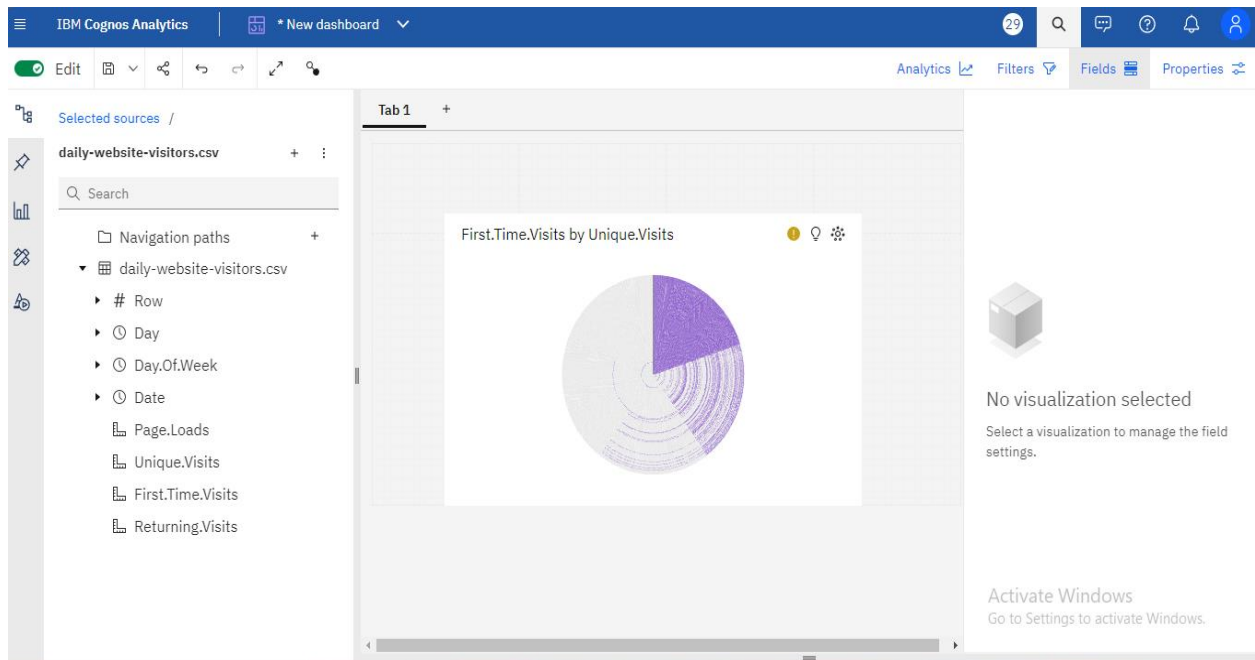 IBM Cognos Analytics
* New dashboard
29
Edit
Analytics
Filters
Fields
Properties
Selected sources /
daily-website-visitors.csv
Search
Navigation paths
daily-website-visitors.csv
# Row
Day
Day.Of.Week
Date
Page.Loads
Unique.Visits
First.Time.Visits
Returning.Visits
Tab 1
First.Time.Visits by Unique.Visits
No visualization selected
Select a visualization to manage the field
settings.
Activate Windows
Go to Settings to activate Windows.